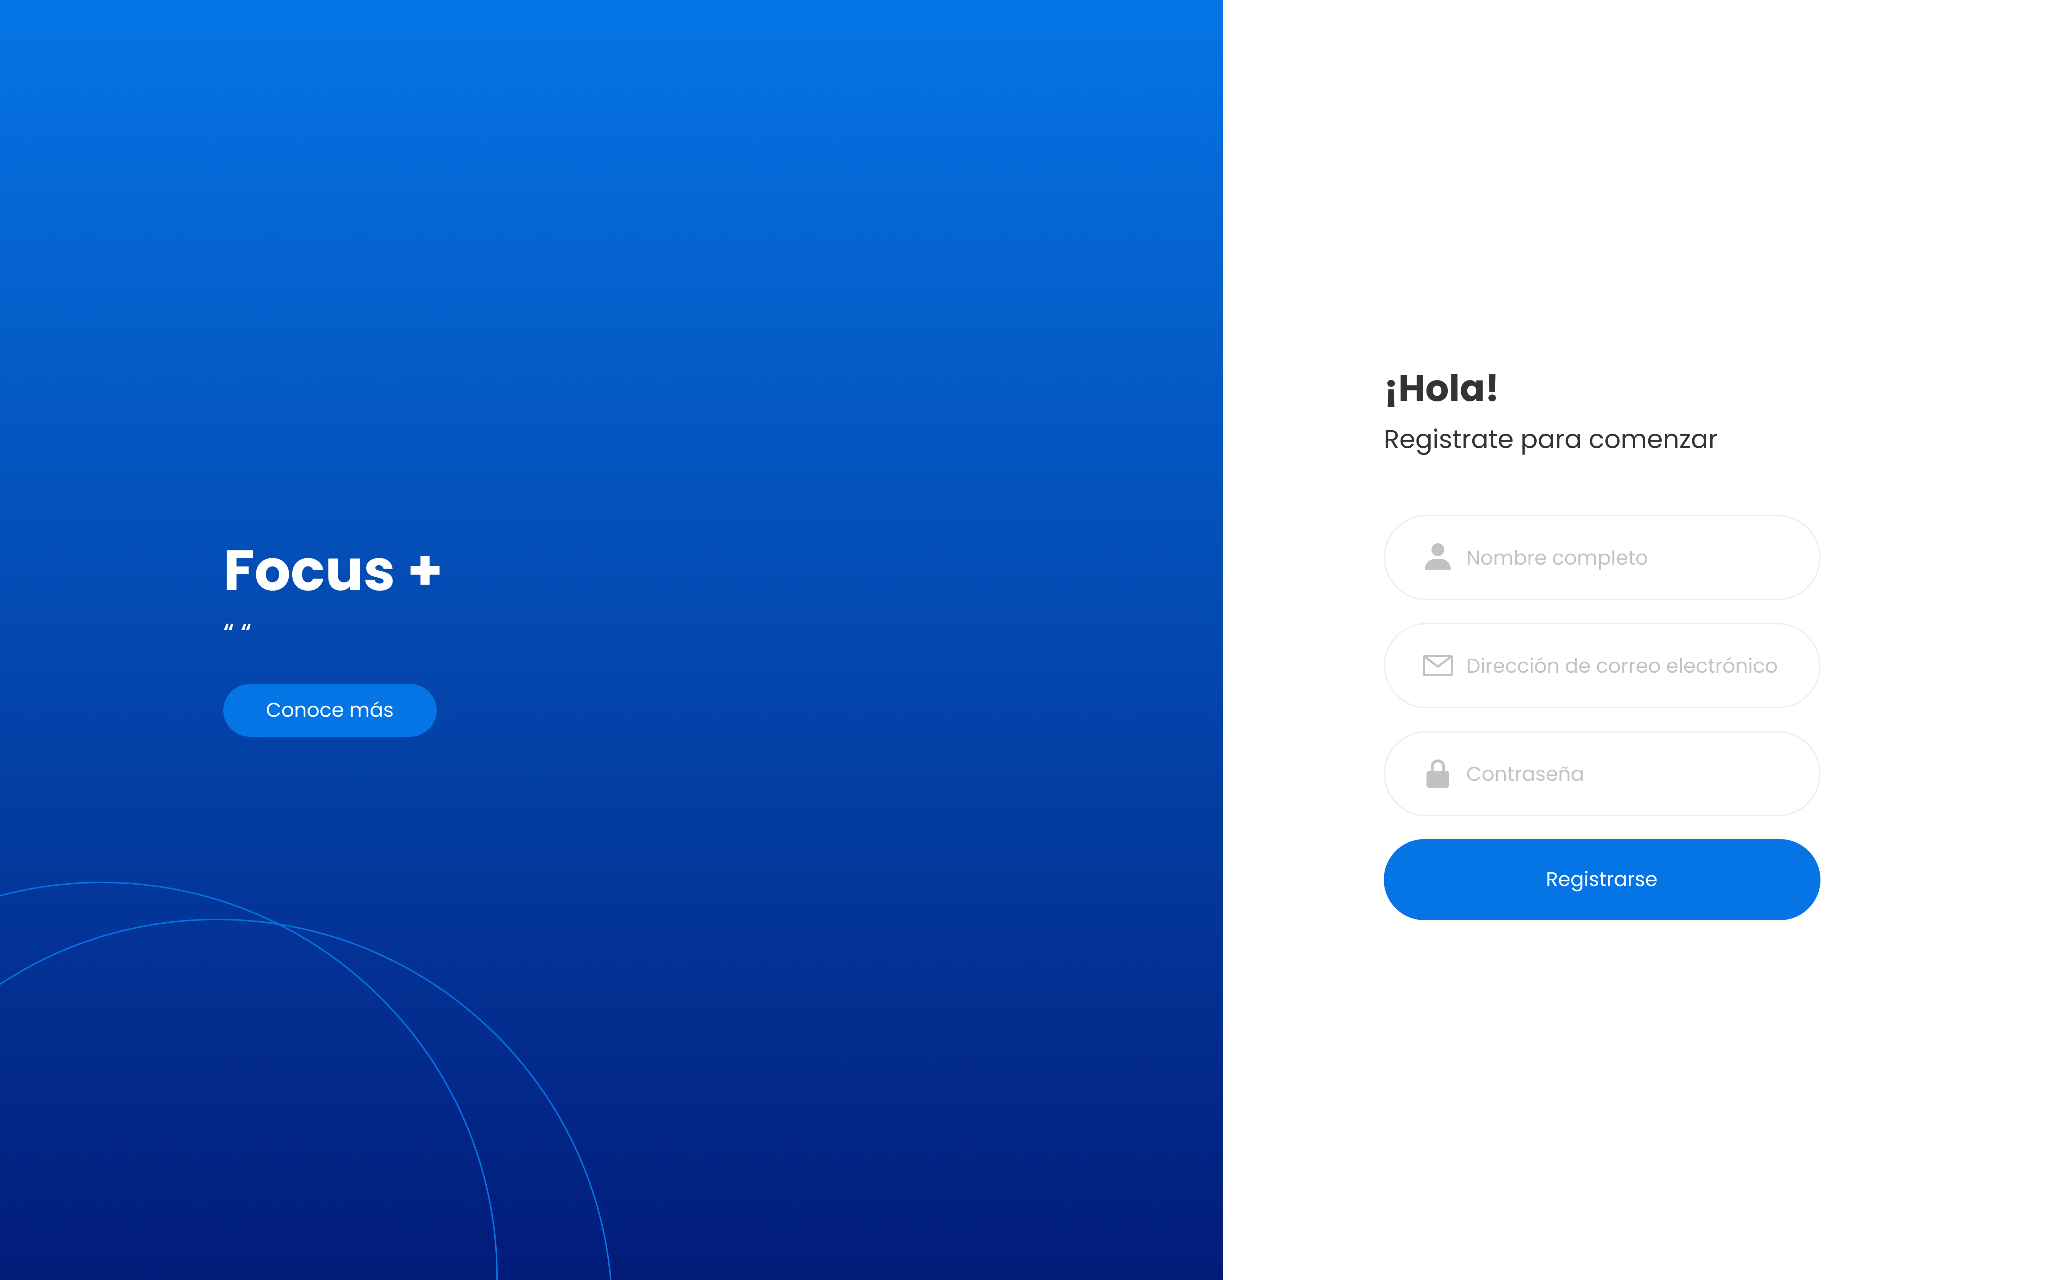 Focus +
“ “
Conoce más
¡Hola!
Registrate para comenzar
Nombre completo
Dirección de correo electrónico
Contraseña
Registrarse